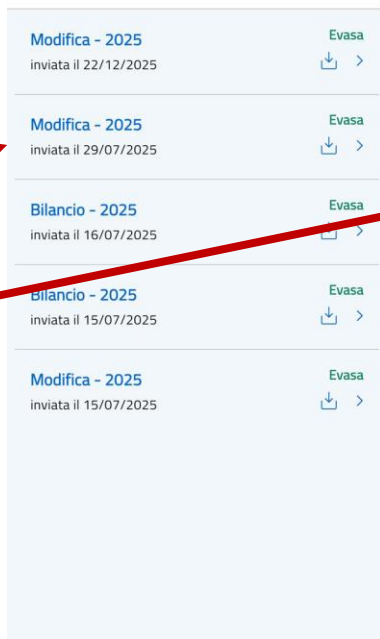 Modifica - 2025
Evasa
inviata il 22/12/2025
Modifica - 2025
Evasa
inviata il 29/07/2025
Bilancio - 2025
Evasa
inviata il 16/07/2025
Bilancio - 2025
Evasa
inviata il 15/07/2025
Modifica - 2025
Evasa
inviata il 15/07/2025